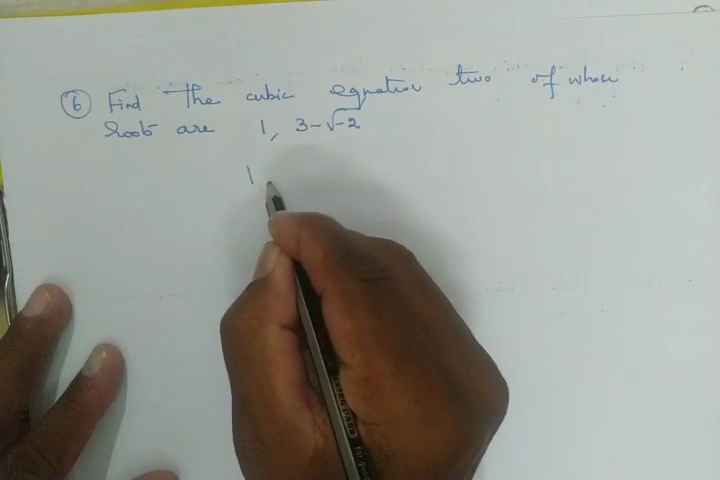 6 Find The cubic equation two of whose
roots are 1, 3-√-2
1